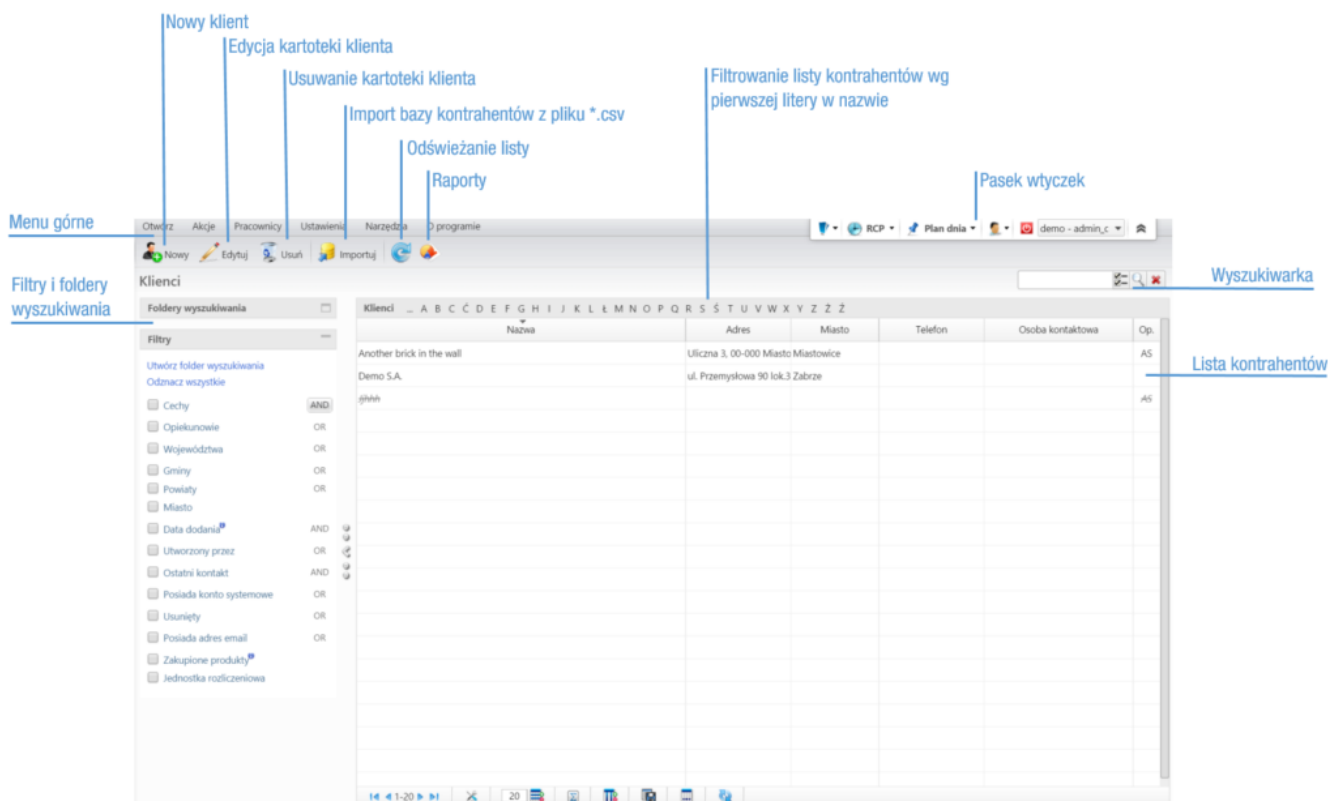 Nowy klient
Edycja kartoteki klienta
Usuwanie kartoteki klienta
Import bazy kontrahentów z pliku *.csv
Odświeżanie listy
Raporty
Filtrowanie listy kontrahentów wg
pierwszej litery w nazwie
Pasek wtyczek
Menu górne
Otwórz Akcje Pracownicy Ustawienia Narzędzia O programie
RCP Plan dnia demo - admin_c
Nowy Edytuj Usuń Importuj
Klienci
Wyszukiwarka
Filtry i foldery
wyszukiwania
Foldery wyszukiwania
Klienci ... A B C Ć D E F G H I J K L Ł M N O P Q R S Ś T U V W X Y Z Ż Ź
Filtry
Nazwa Adres Miasto Telefon Osoba kontaktowa Op.
Utwórz folder wyszukiwania
Odznacz wszystkie
Another brick in the wall Uliczna 3, 00-000 Miasto Miastowice AS
Demo S.A. ul. Przemysłowa 90 lok.3 Zabrze
AS
Lista kontrahentów
Cechy AND
Opiekunowie OR
Województwa OR
Gminy OR
Powiaty OR
Miasto
Data dodania AND
Utworzony przez OR
Ostatni kontakt AND
Posiada konto systemowe OR
Usunięty OR
Posiada adres email OR
Zakupione produkty
Jednostka rozliczeniowa
1-20 20